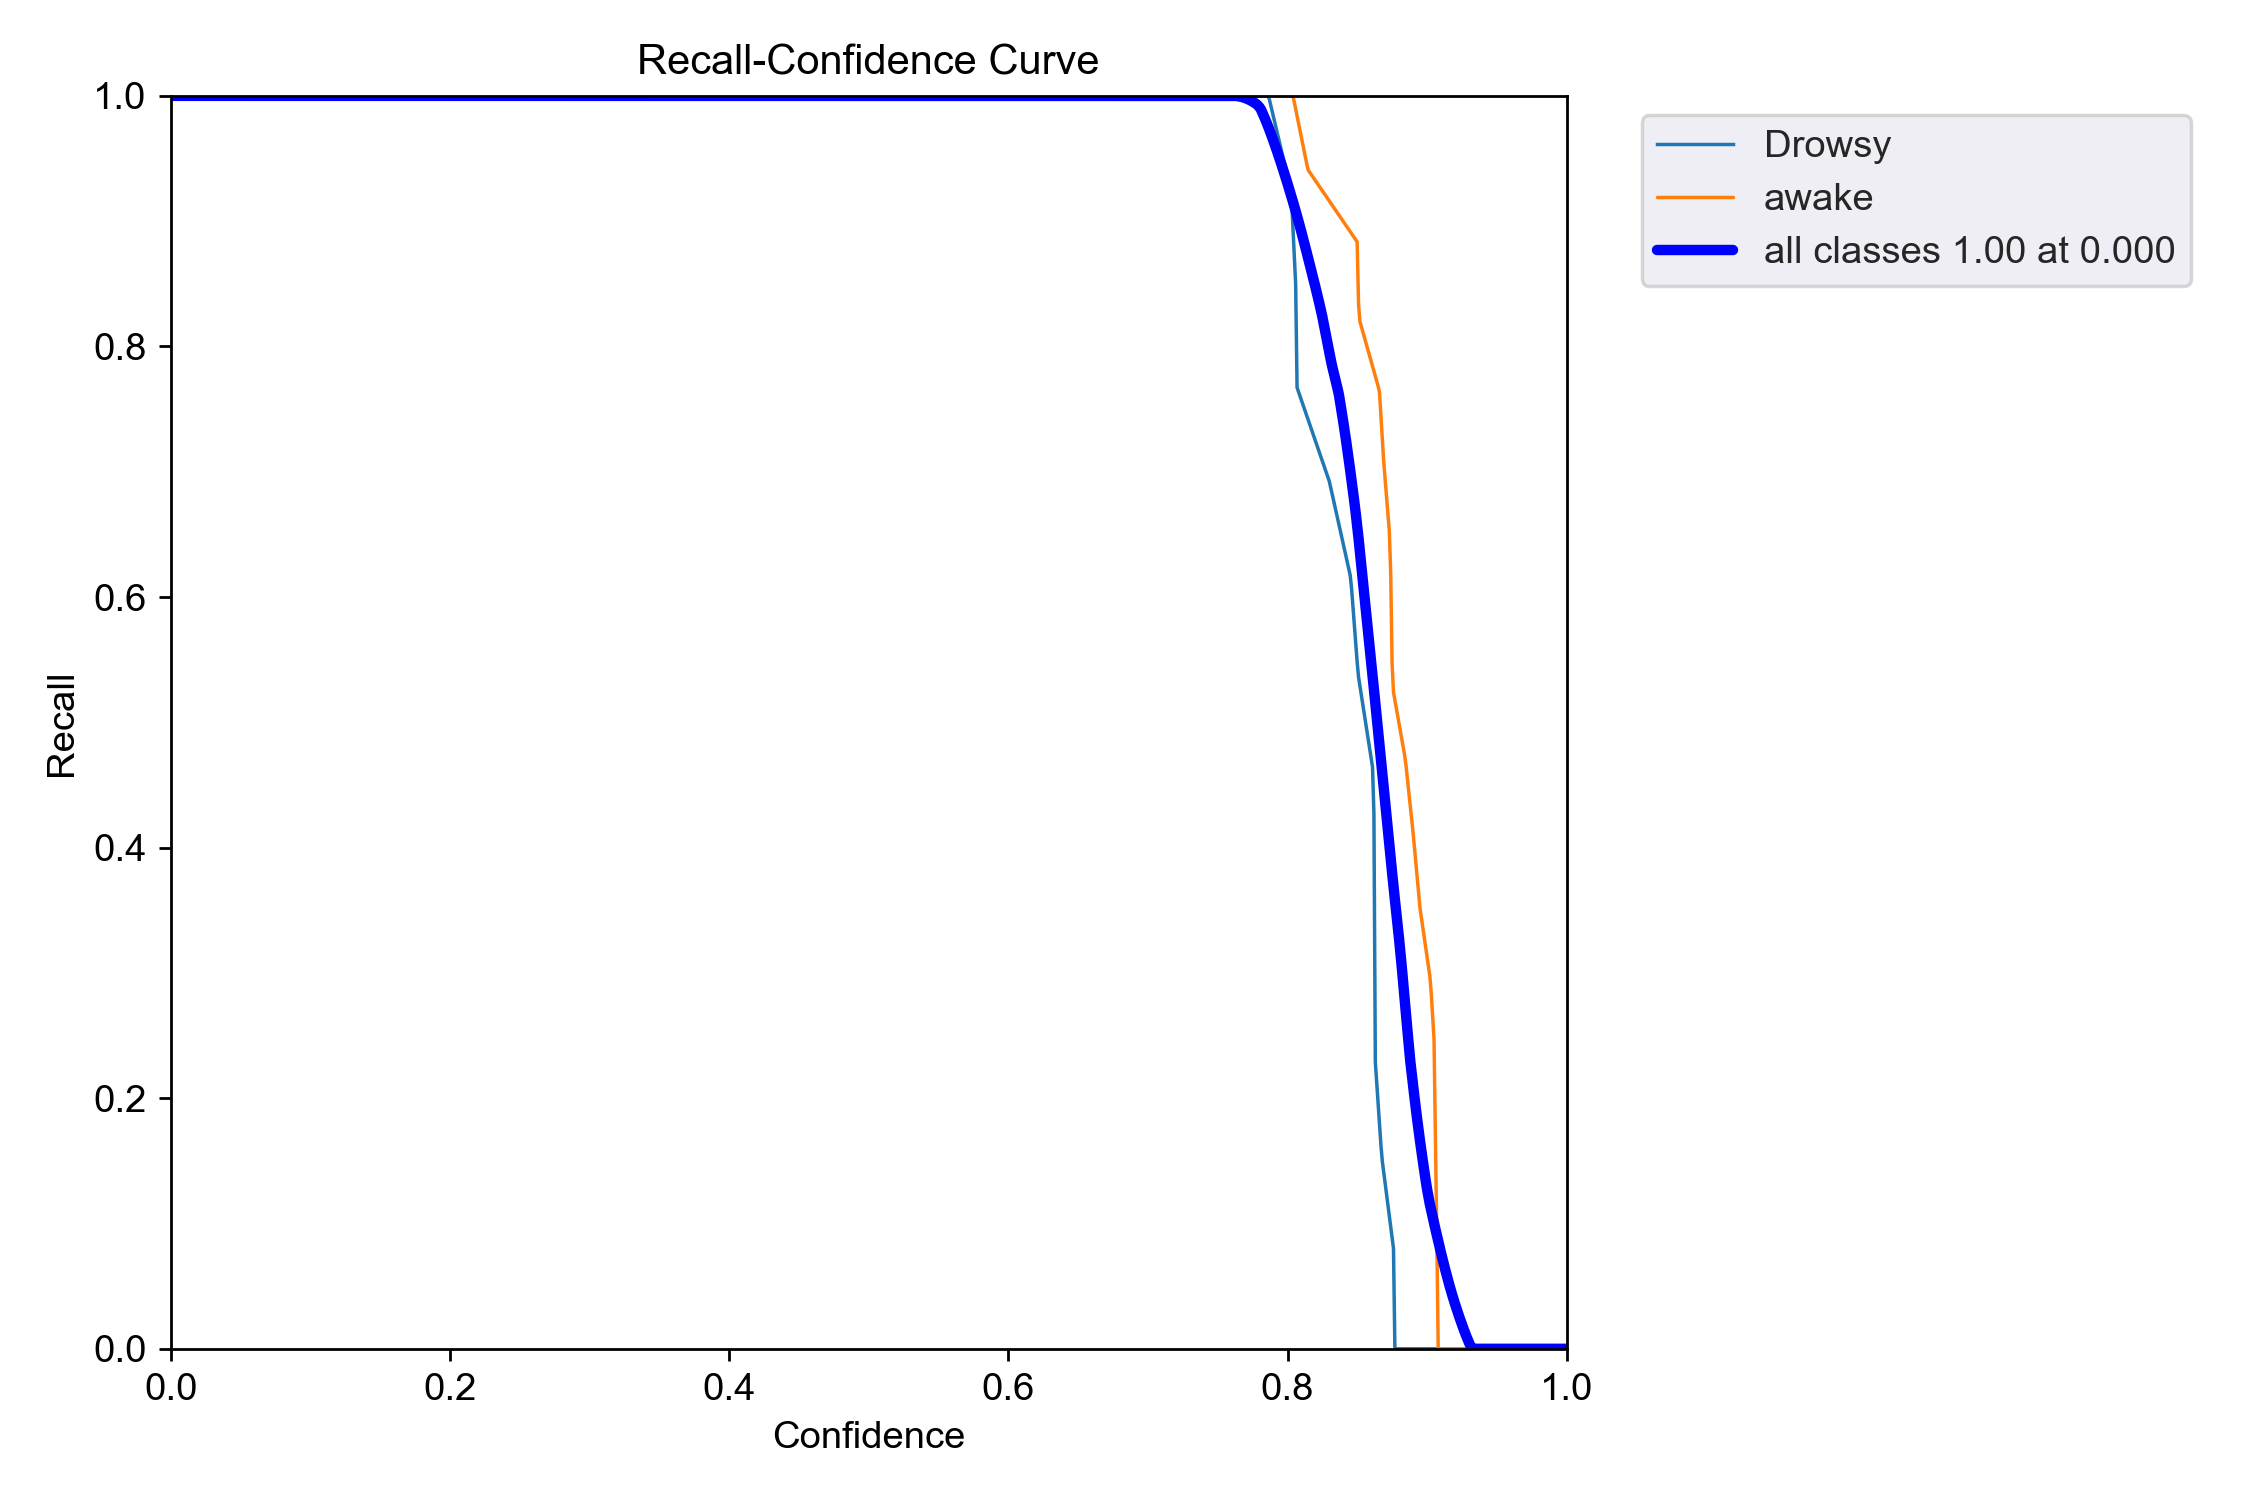 Recall-Confidence Curve
1.0
0.8
0.6
0.4
0.2
0.0
Recall
0.0 0.2 0.4 0.6 0.8 1.0
Confidence
Drowsy
awake
all classes 1.00 at 0.000